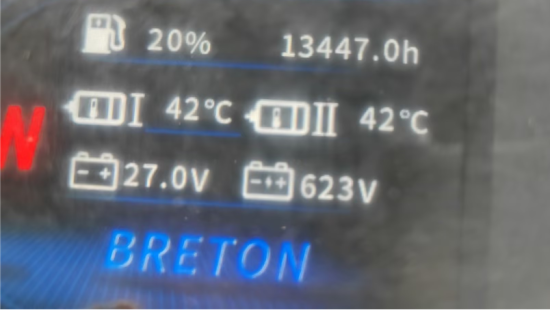 20% 13447.0h
I 42°C II 42°C
N
27.0V 623V
BRETON